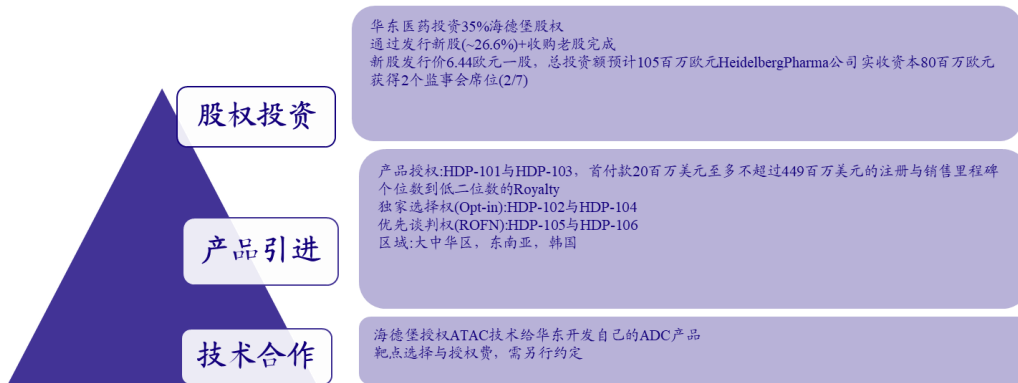 华东医药投资35%海德堡股权
通过发行新股(~26.6%)+收购老股完成
新股发行价6.44欧元一股，总投资额预计105百万欧元HeidelbergPharma公司实收资本80百万欧元
获得2个监事会席位(2/7)
股权投资
产品授权:HDP-101与HDP-103，首付款20百万美元至多不超过449百万美元的注册与销售里程碑
个位数到低二位数的Royalty
独家选择权(Opt-in):HDP-102与HDP-104
优先谈判权(ROFN):HDP-105与HDP-106
区域:大中华区，东南亚，韩国
产品引进
海德堡授权ATAC技术给华东开发自己的ADC产品
靶点选择与授权费，需另行约定
技术合作